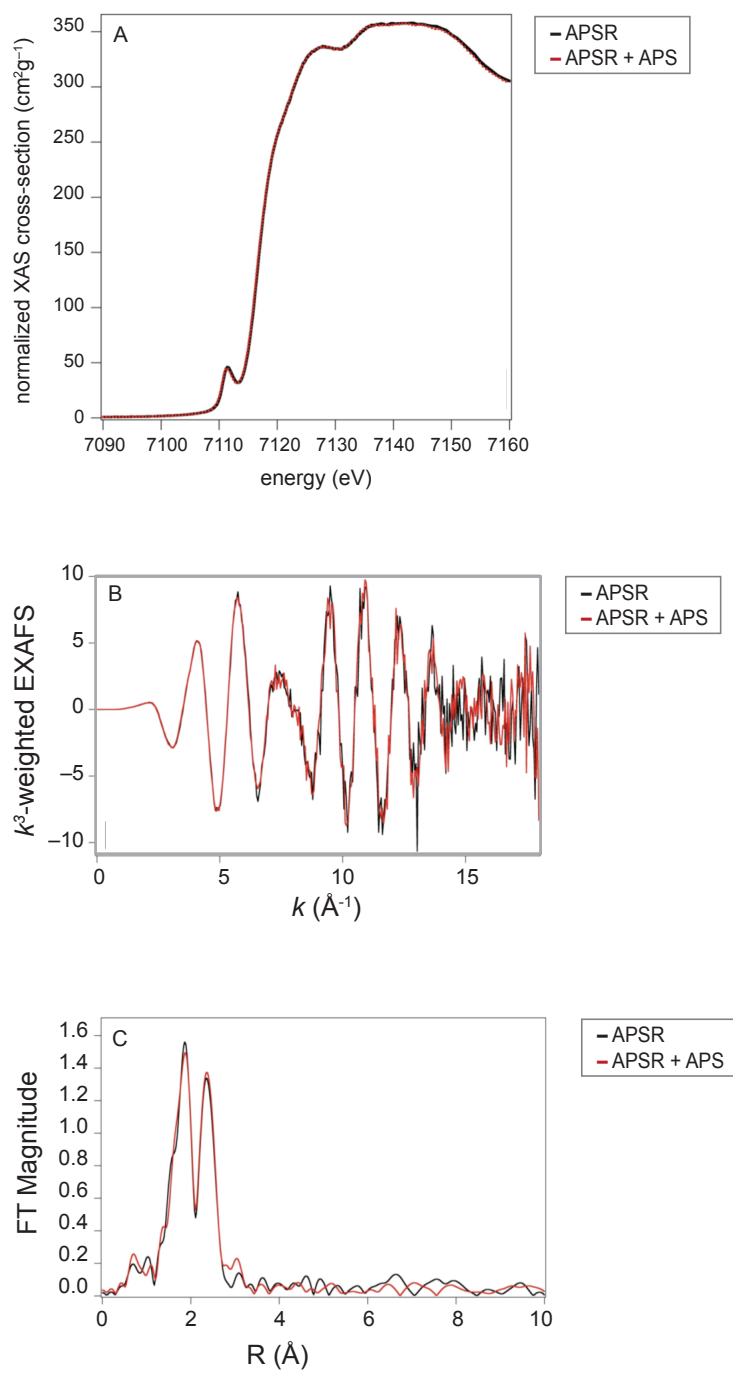 A
APSR
APSR + APS
normalized XAS cross-section (cm²g⁻¹)
350
300
250
200
150
100
50
0
7090 7100 7110 7120 7130 7140 7150 7160
energy (eV)
B
APSR
APSR + APS
k³-weighted EXAFS
10
5
0
−5
−10
0 5 10 15
k (Å-1)
C
APSR
APSR + APS
FT Magnitude
1.6
1.4
1.2
1.0
0.8
0.6
0.4
0.2
0.0
0 2 4 6 8 10
R (Å)